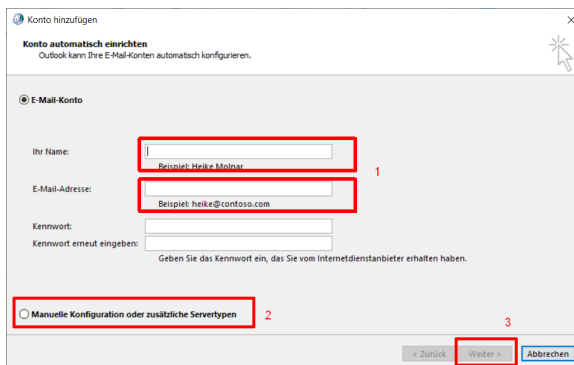 Konto hinzufügen
Konto automatisch einrichten
Outlook kann Ihre E-Mail-Konten automatisch konfigurieren.
E-Mail-Konto
Ihr Name:
Beispiel: Heike Molnar
1
E-Mail-Adresse:
Beispiel: heike@contoso.com
Kennwort:
Kennwort erneut eingeben:
Geben Sie das Kennwort ein, das Sie vom Internetdienstanbieter erhalten haben.
Manuelle Konfiguration oder zusätzliche Servertypen 2
3
< Zurück Weiter > Abbrechen